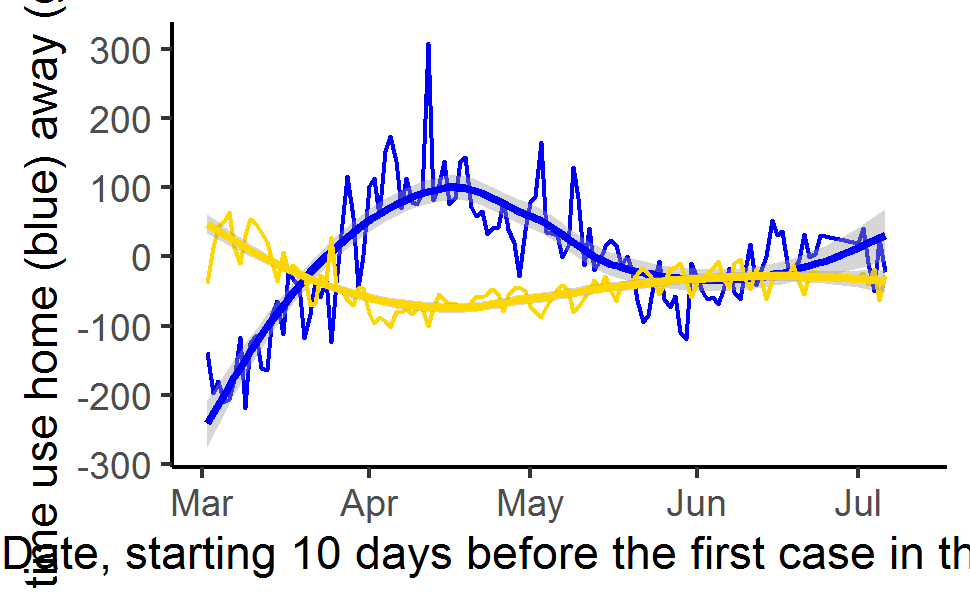 time use home (blue) away (
300
200
100
0
-100
-200
-300
Mar Apr May Jun Jul
Date, starting 10 days before the first case in th